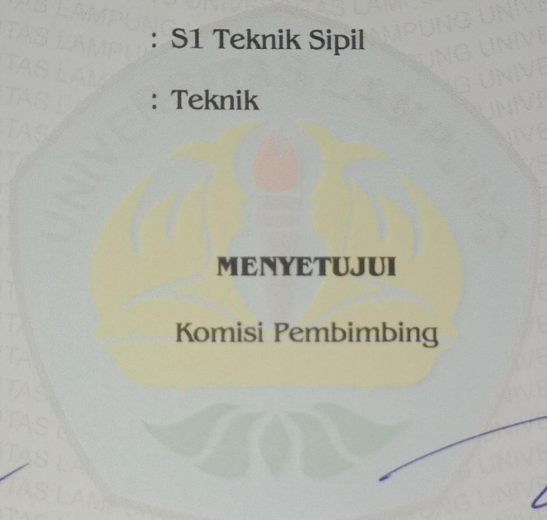 : S1 Teknik Sipil
: Teknik
MENYETUJUI
Komisi Pembimbing